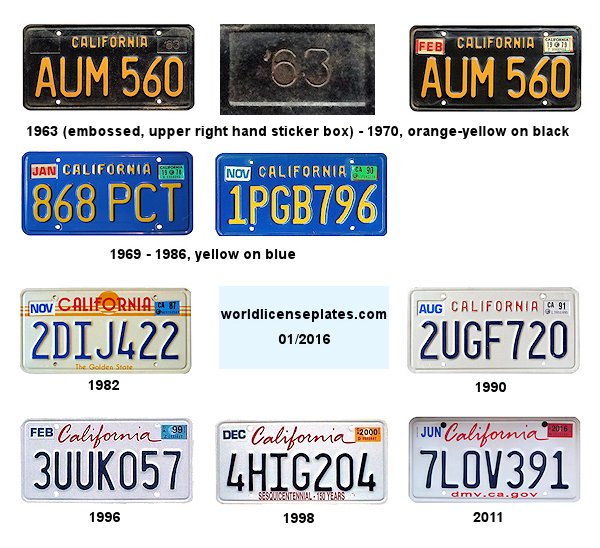 CALIFORNIA
63
AUM 560
'63
FEB CALIFORNIA 19 79
AUM 560
1963 (embossed, upper right hand sticker box) - 1970, orange-yellow on black
JAN CALIFORNIA 19 78
868 PCT
NOV CALIFORNIA CA 90
1PGB796
1969 - 1986, yellow on blue
NOV CALIFORNIA CA 87
2DIJ422
The Golden State
1982
worldlicenseplates.com
01/2016
AUG CALIFORNIA CA 91
2UGF720
1990
FEB California 99
3UUK057
1996
DEC California 2000
4HIG204
SESQUICENTENNIAL - 150 YEARS
1998
JUN California 2016
7LOV391
dmv.ca.gov
2011